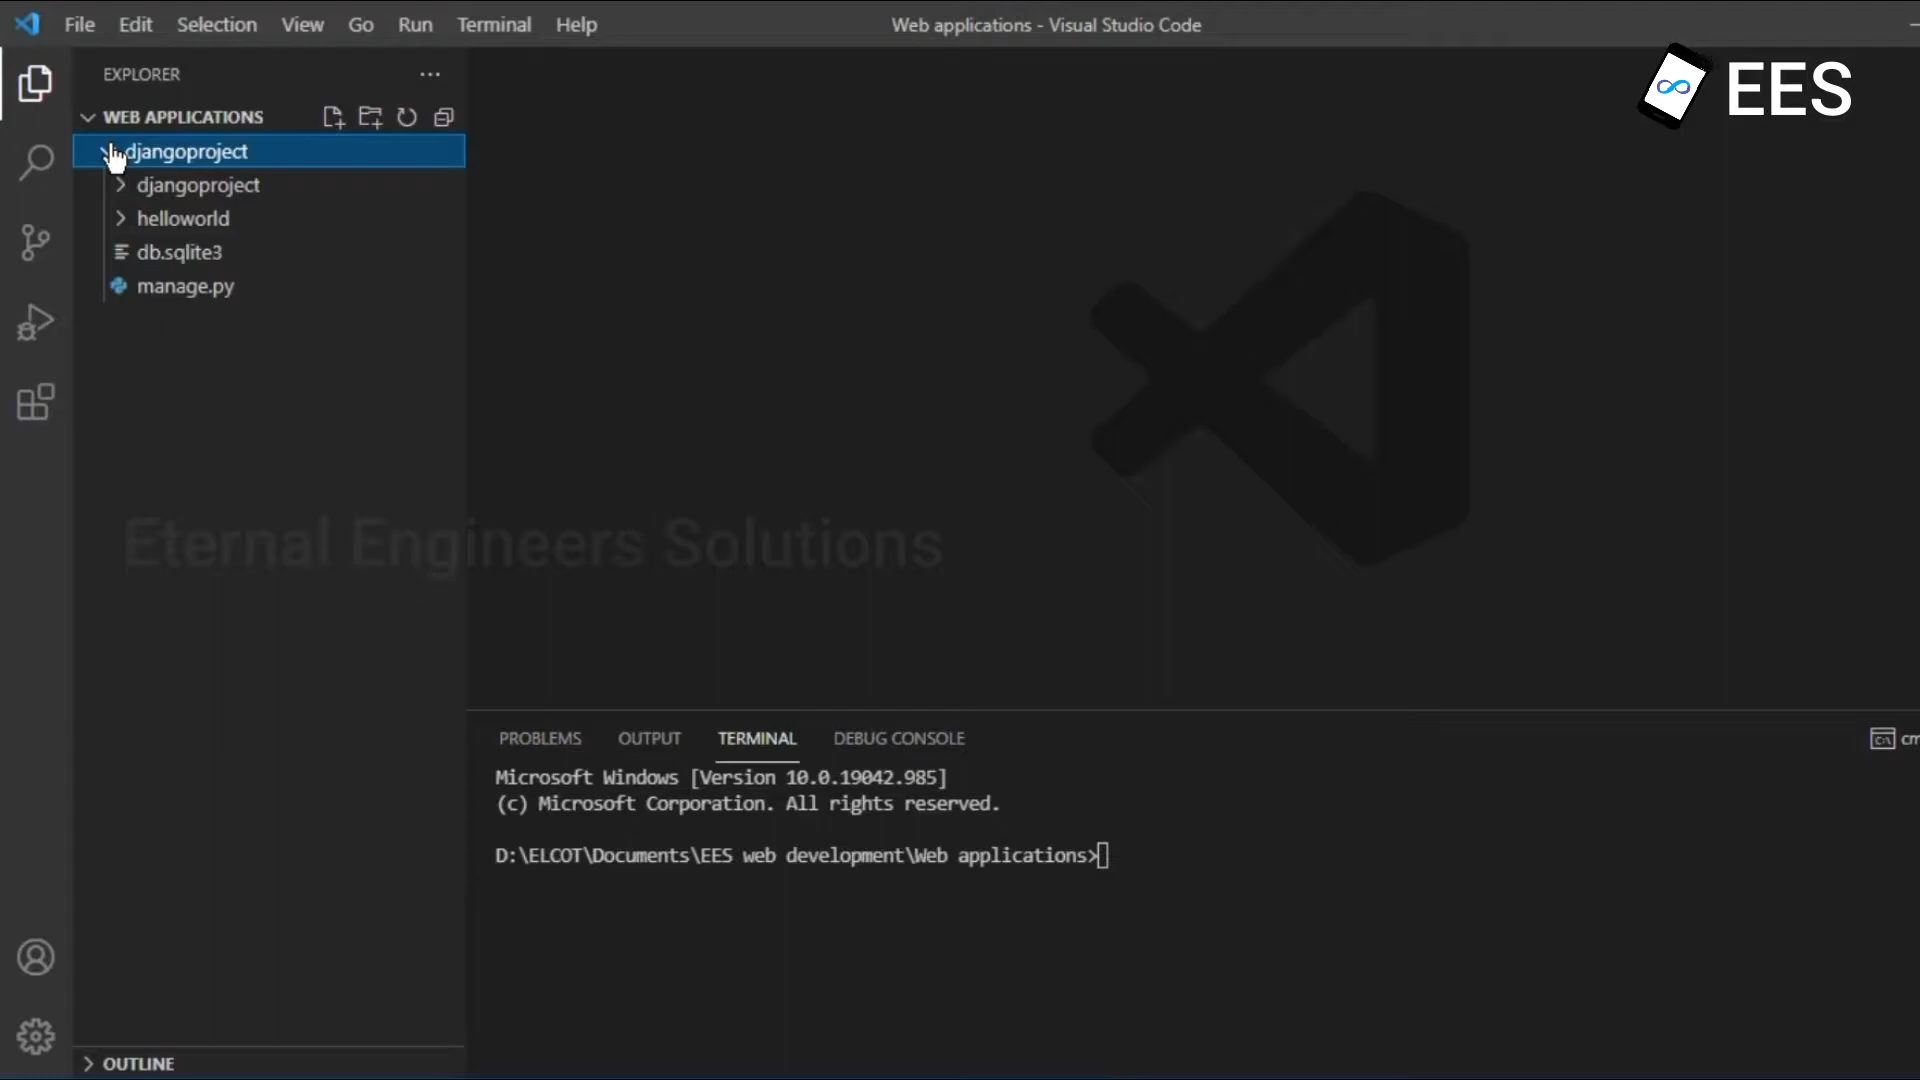 File Edit Selection View Go Run Terminal Help
Web applications - Visual Studio Code
EES
EXPLORER
WEB APPLICATIONS
djangoproject
djangoproject
helloworld
db.sqlite3
manage.py
Eternal Engineers Solutions
PROBLEMS OUTPUT TERMINAL DEBUG CONSOLE
Microsoft Windows [Version 10.0.19042.985]
(c) Microsoft Corporation. All rights reserved.
D:\ELCOT\Documents\EES web development\Web applications>
OUTLINE